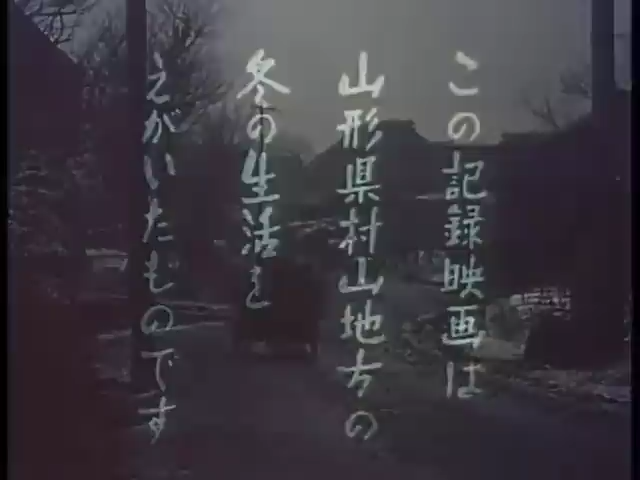 この記録映画は
山形県村山地方の
冬の生活を
えがいたものです